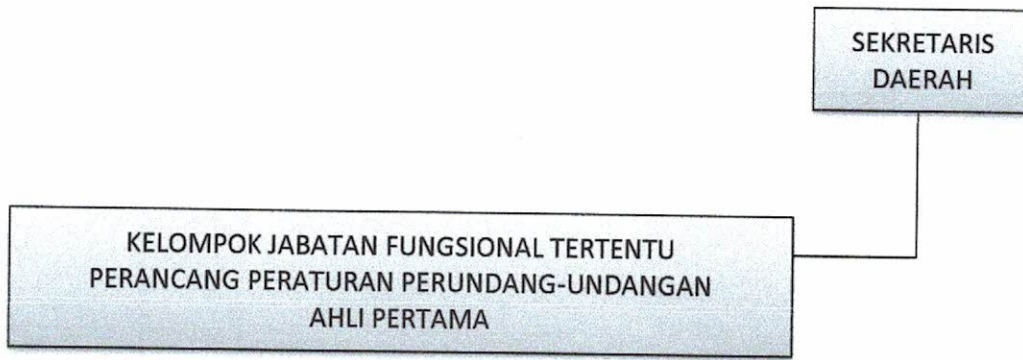 SEKRETARIS
DAERAH
KELOMPOK JABATAN FUNGSIONAL TERTENTU
PERANCANG PERATURAN PERUNDANG-UNDANGAN
AHLI PERTAMA